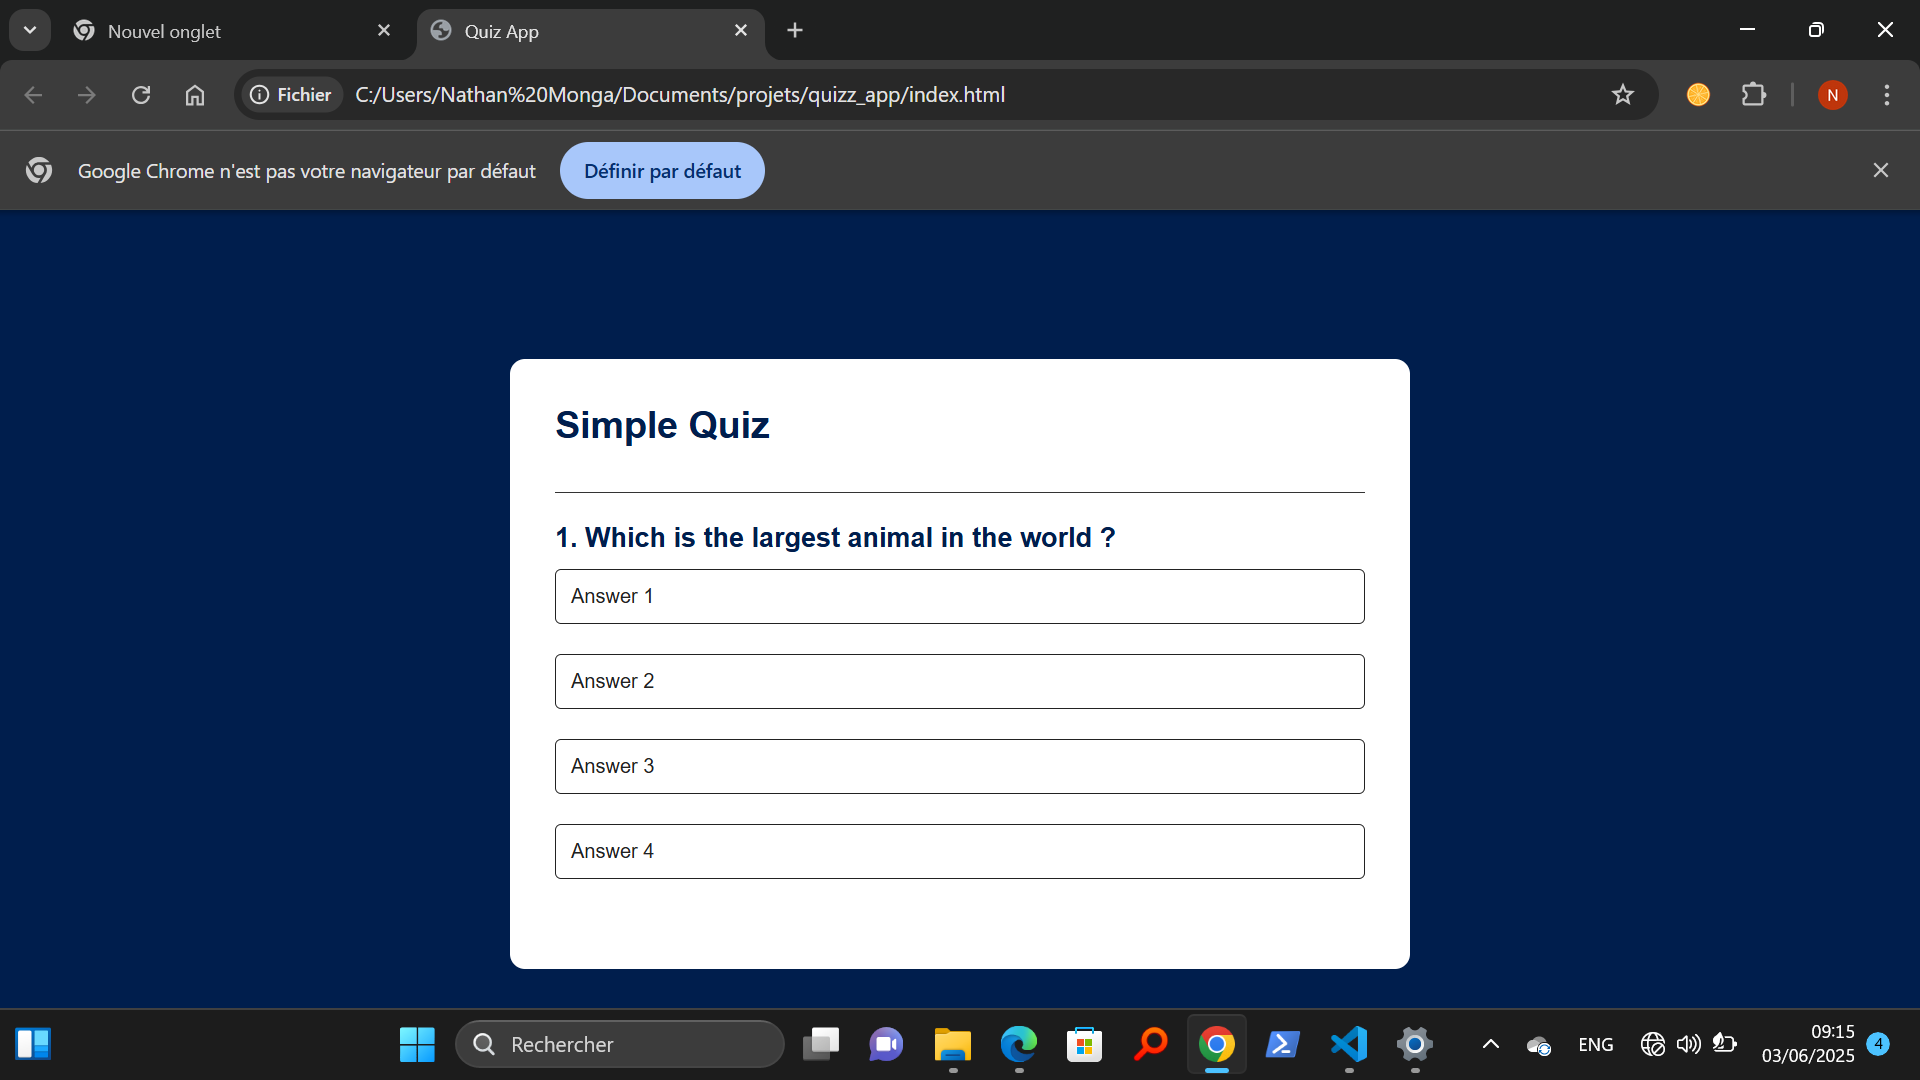 Nouvel onglet
Quiz App
Fichier
C:/Users/Nathan%20Monga/Documents/projets/quizz_app/index.html
N
Google Chrome n'est pas votre navigateur par défaut
Définir par défaut
Simple Quiz
1. Which is the largest animal in the world ?
Answer 1
Answer 2
Answer 3
Answer 4
Rechercher
ENG
09:15
03/06/2025
4